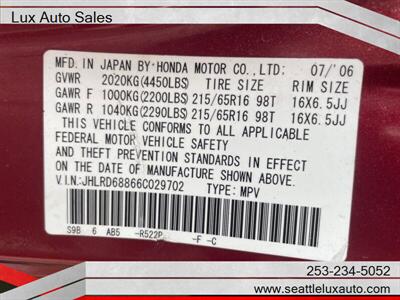 Lux Auto Sales
MFD. IN JAPAN BY:HONDA MOTOR CO.,LTD: 07/'06
GVWR 2020KG(4450LBS) TIRE SIZE RIM SIZE
GAWR F 1000KG(2200LBS) 215/65R16 98T 16X6.5JJ
GAWR R 1040KG(2290LBS) 215/65R16 98T 16X6.5JJ
THIS VEHICLE CONFORMS TO ALL APPLICABLE
FEDERAL MOTOR VEHICLE SAFETY
AND THEFT PREVENTION STANDARDS IN EFFECT
ON THE DATE OF MANUFACTURE SHOWN ABOVE.
V.I.N:JHLRD68866C029702 TYPE: MPV
S9B 6 AB5 -R522P -F -C
253-234-5052
www.seattleluxauto.com